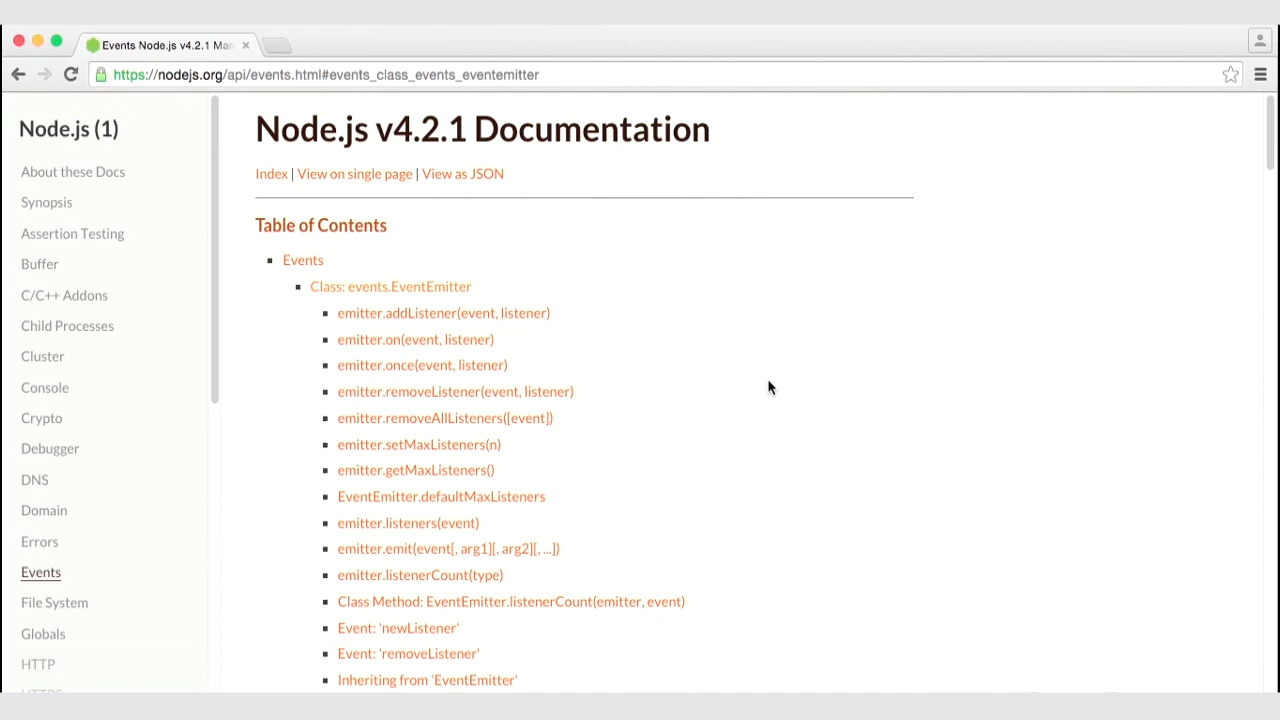 Events Node.js v4.2.1 Man
https://nodejs.org/api/events.html#events_class_events_eventemitter
Node.js (1)
About these Docs
Synopsis
Assertion Testing
Buffer
C/C++ Addons
Child Processes
Cluster
Console
Crypto
Debugger
DNS
Domain
Errors
Events
File System
Globals
HTTP
HTTPS
Node.js v4.2.1 Documentation
Index | View on single page | View as JSON
Table of Contents
Events
Class: events.EventEmitter
emitter.addListener(event, listener)
emitter.on(event, listener)
emitter.once(event, listener)
emitter.removeListener(event, listener)
emitter.removeAllListeners([event])
emitter.setMaxListeners(n)
emitter.getMaxListeners()
EventEmitter.defaultMaxListeners
emitter.listeners(event)
emitter.emit(event[, arg1][, arg2][, ...])
emitter.listenerCount(type)
Class Method: EventEmitter.listenerCount(emitter, event)
Event: 'newListener'
Event: 'removeListener'
Inheriting from 'EventEmitter'